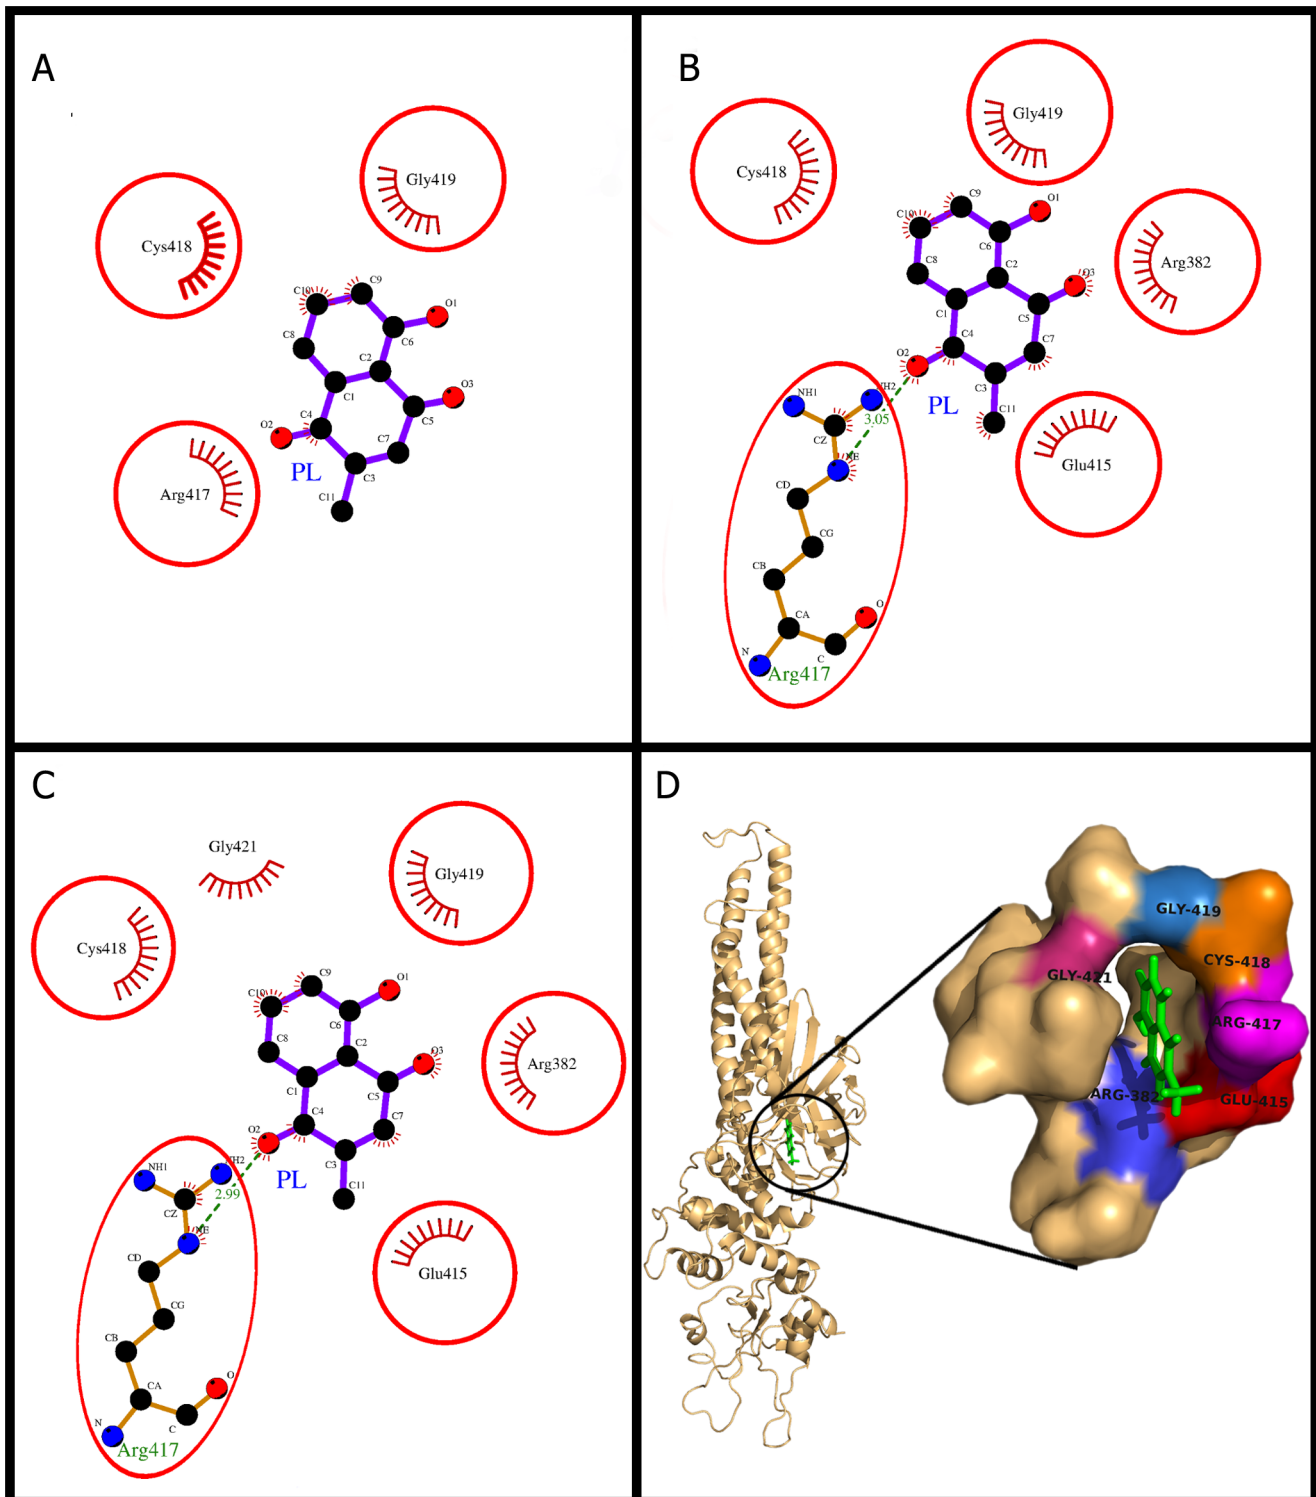 A
Gly419
Cys418
C10
C9
O1
C8
C6
C2
C1
O3
C4
C5
O2
C7
PL
C3
Arg417
C11
B
Gly419
Cys418
C9
O1
C10
C6
Arg382
C8
C2
O3
C1
C5
C4
C7
O2
C3
NH1
NH2
PL
C11
3.05
CZ
NE
Glu415
CD
CG
CB
CA
O
N
C
Arg417
C
Gly421
Gly419
Cys418
C9
O1
C10
C6
C8
C2
O3
Arg382
C1
C5
C4
C7
O2
C3
NH1
NH2
PL
C11
2.99
CZ
NE
Glu415
CD
CG
CB
CA
O
N
C
Arg417
D
GLY-419
CYS-418
GLY-421
ARG-417
ARG-382
GLU-415